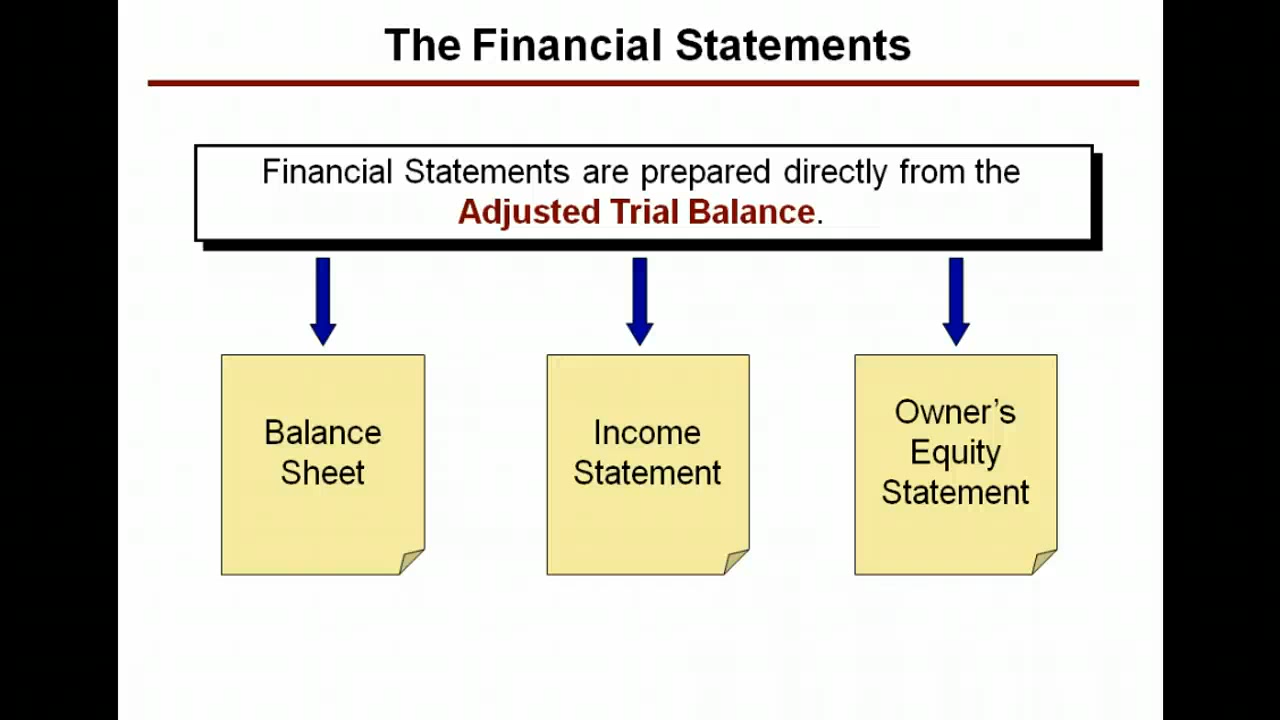 The Financial Statements
Financial Statements are prepared directly from the
Adjusted Trial Balance.
Balance
Sheet
Income
Statement
Owner’s
Equity
Statement